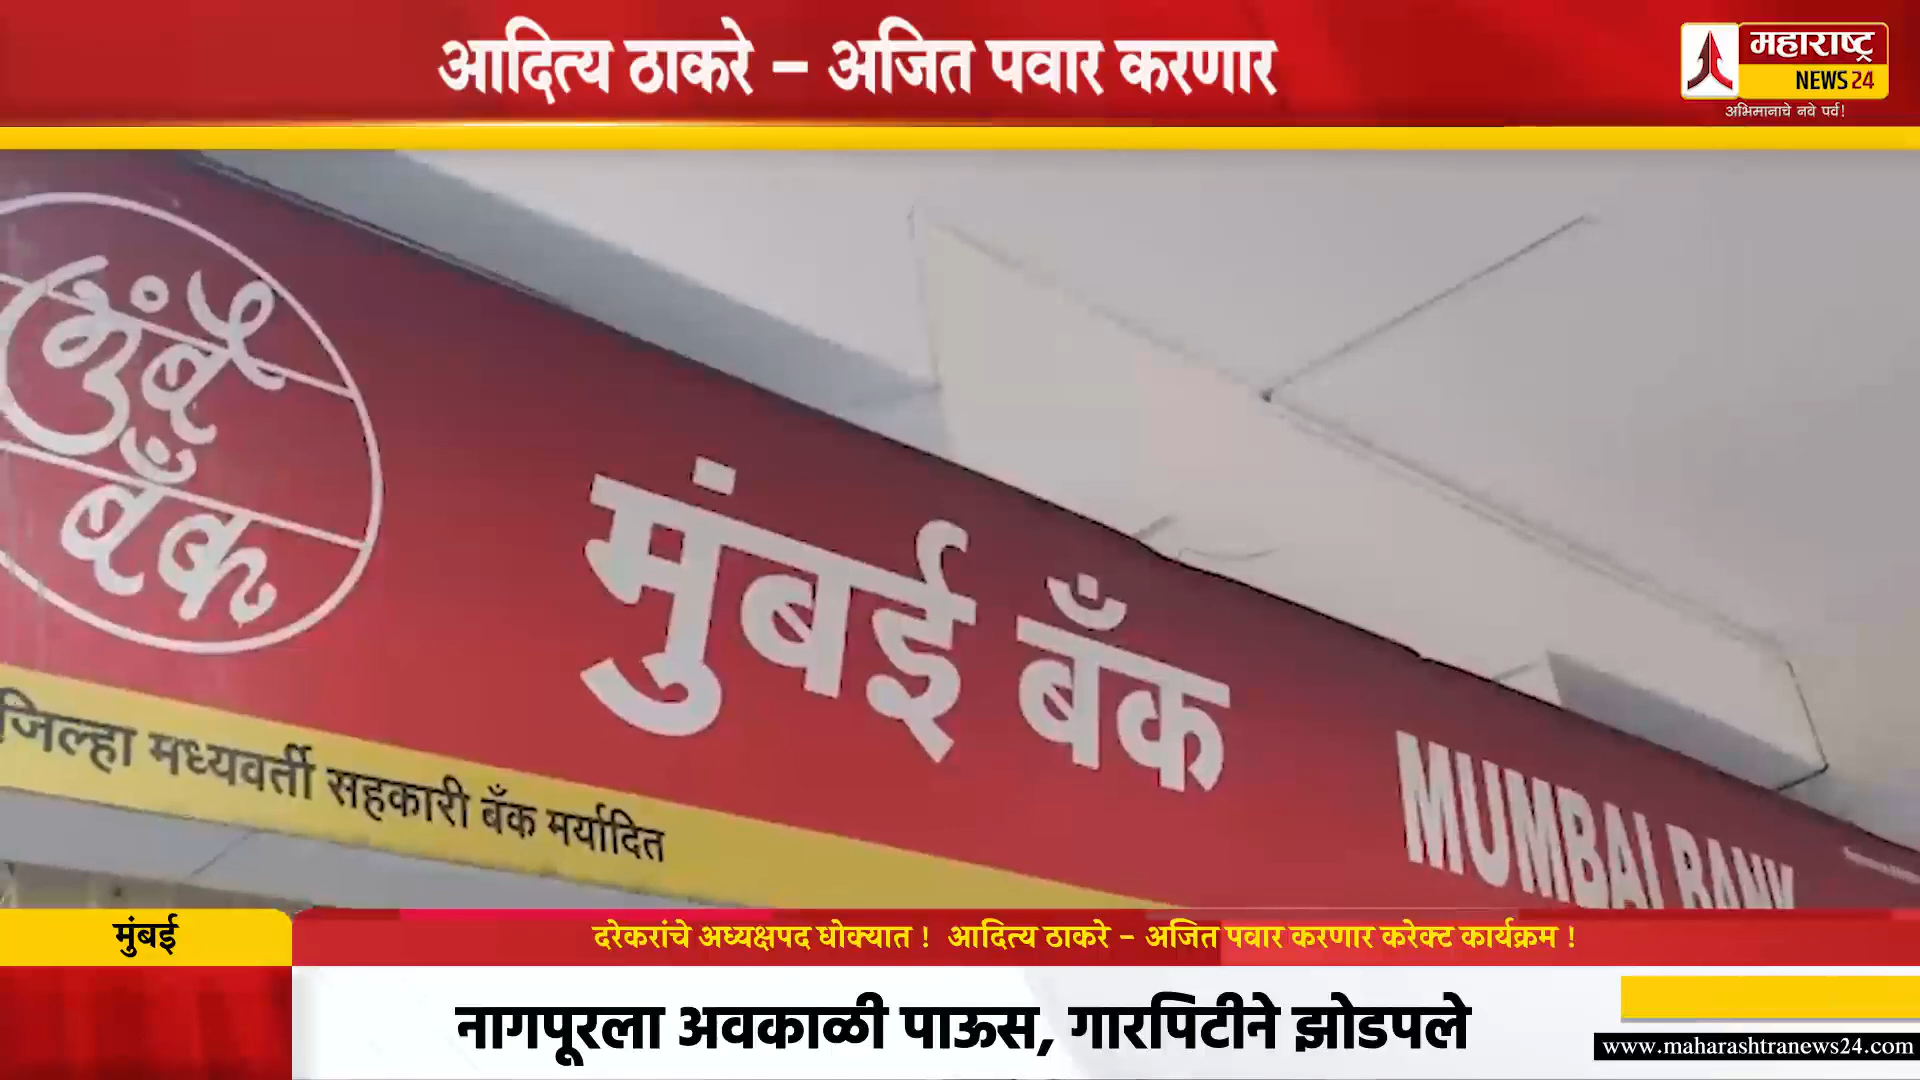 आदित्य ठाकरे – अजित पवार करणार
महाराष्ट्र
NEWS 24
अभिमानाचे नवे पर्व!
मुंबई
बँक
मुंबई बँक
MUMBAI BANK
जिल्हा मध्यवर्ती सहकारी बँक मर्यादित
मुंबई
दरेकरांचे अध्यक्षपद धोक्यात ! आदित्य ठाकरे – अजित पवार करणार करेक्ट कार्यक्रम !
नागपूरला अवकाळी पाऊस, गारपिटीने झोडपले
www.maharashtranews24.com